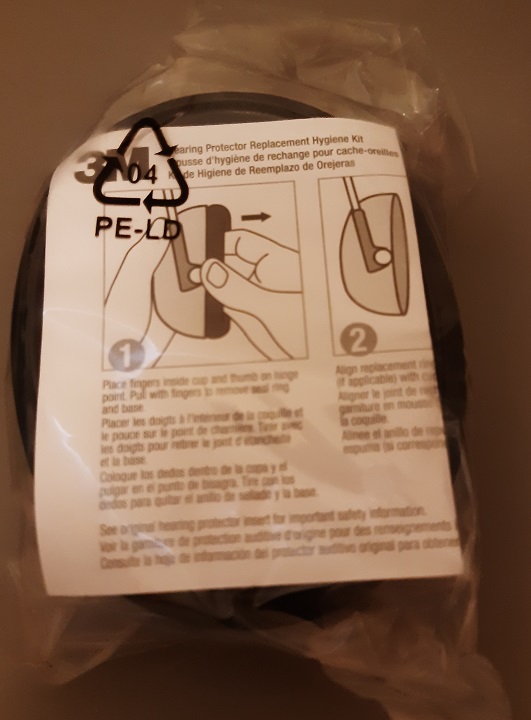 3M
earing Protector Replacement Hygiene Kit
ousse d'hygiène de rechange pour cache-oreilles
de Higiene de Reemplazo de Orejeras
04
PE-LD
1
2
Place fingers inside cup and thumb on hinge
point. Pull with fingers to remove seal ring
and base.
Placer les doigts à l'intérieur de la coquille et
le pouce sur le point de charnière. Tirer avec
les doigts pour retirer le joint d'étanchéité
et la base.
Coloque los dedos dentro de la copa y el
pulgar en el punto de bisagra. Tire con los
dedos para quitar el anillo de sellado y la base.
Align replacement
(if applicable) with
Aligner le joint de
garniture en
la coquille.
Alinee el anillo de
espuma (si
See original hearing protector insert for important safety information.
Voir la garniture de protection auditive d'origine pour des renseignements
Consulte la hoja de información del protector auditivo original para